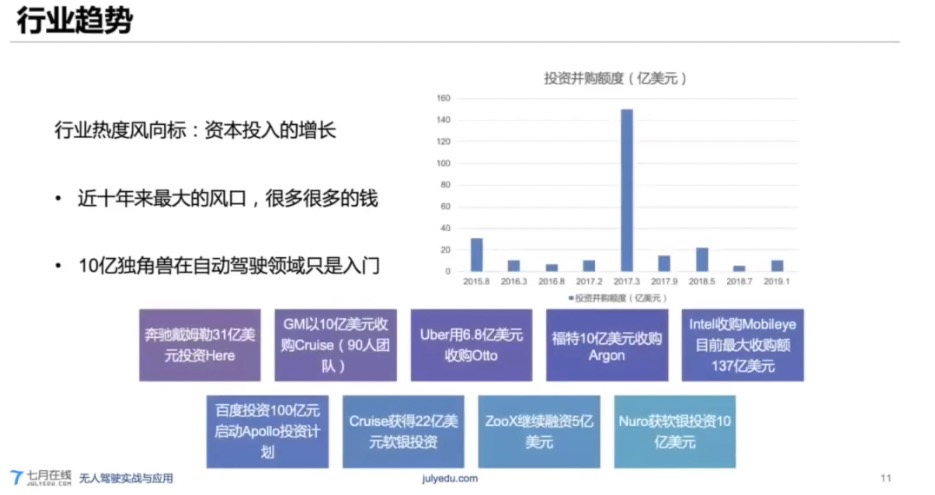 行业趋势
行业热度风向标：资本投入的增长
• 近十年来最大的风口，很多很多的钱
• 10亿独角兽在自动驾驶领域只是入门
投资并购额度（亿美元）
160
140
120
100
80
60
40
20
0
2015.8 2016.3 2016.8 2017.2 2017.3 2017.9 2018.5 2018.7 2019.1
投资并购额度（亿美元）
奔驰戴姆勒31亿美
元投资Here
GM以10亿美元收
购Cruise（90人团
队）
Uber用6.8亿美元
收购Otto
福特10亿美元收购
Argon
Intel收购Mobileye
目前最大收购额
137亿美元
百度投资100亿元
启动Apollo投资计
划
Cruise获得22亿美
元软银投资
ZooX继续融资5亿
美元
Nuro获软银投资10
亿美元
七月在线
JULYEDU.COM
无人驾驶实战与应用
julyedu.com
11